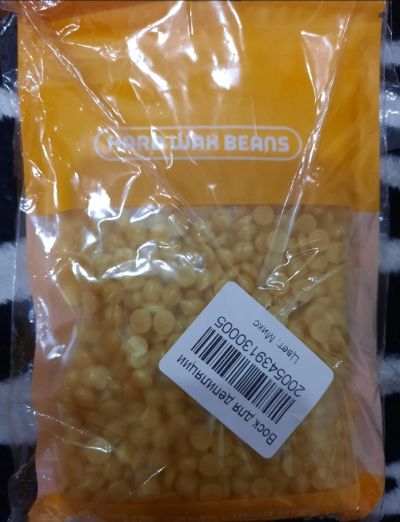 HARD WAX BEANS
Воск для депиляции
2005439130005
Цвет: Микс